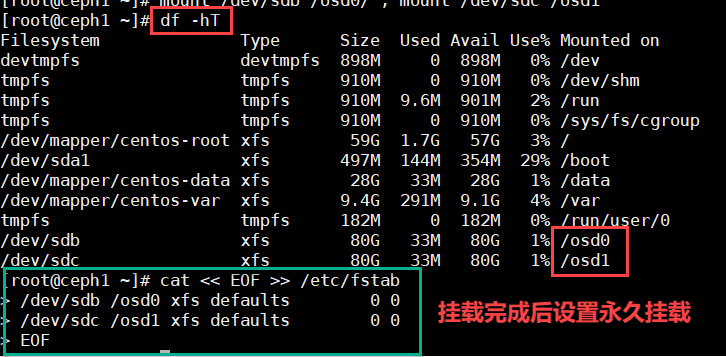 [root@ceph1 ~]# mount /dev/sdb /osd0/ ; mount /dev/sdc /osd1
[root@ceph1 ~]# df -hT
Filesystem Type Size Used Avail Use% Mounted on
devtmpfs devtmpfs 898M 0 898M 0% /dev
tmpfs tmpfs 910M 0 910M 0% /dev/shm
tmpfs tmpfs 910M 9.6M 901M 2% /run
tmpfs tmpfs 910M 0 910M 0% /sys/fs/cgroup
/dev/mapper/centos-root xfs 59G 1.7G 57G 3% /
/dev/sda1 xfs 497M 144M 354M 29% /boot
/dev/mapper/centos-data xfs 28G 33M 28G 1% /data
/dev/mapper/centos-var xfs 9.4G 291M 9.1G 4% /var
tmpfs tmpfs 182M 0 182M 0% /run/user/0
/dev/sdb xfs 80G 33M 80G 1% /osd0
/dev/sdc xfs 80G 33M 80G 1% /osd1
[root@ceph1 ~]# cat << EOF >> /etc/fstab
> /dev/sdb /osd0 xfs defaults 0 0
> /dev/sdc /osd1 xfs defaults 0 0
> EOF
挂载完成后设置永久挂载